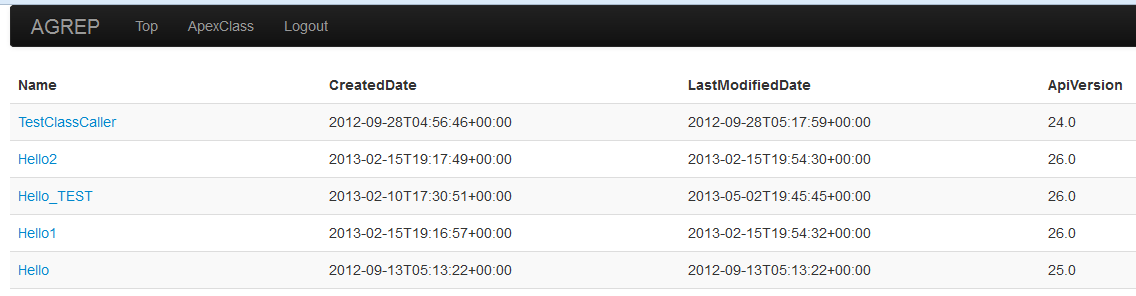 AGREP Top ApexClass Logout
Name CreatedDate LastModifiedDate ApiVersion
TestClassCaller 2012-09-28T04:56:46+00:00 2012-09-28T05:17:59+00:00 24.0
Hello2 2013-02-15T19:17:49+00:00 2013-02-15T19:54:30+00:00 26.0
Hello_TEST 2013-02-10T17:30:51+00:00 2013-05-02T19:45:45+00:00 26.0
Hello1 2013-02-15T19:16:57+00:00 2013-02-15T19:54:32+00:00 26.0
Hello 2012-09-13T05:13:22+00:00 2012-09-13T05:13:22+00:00 25.0